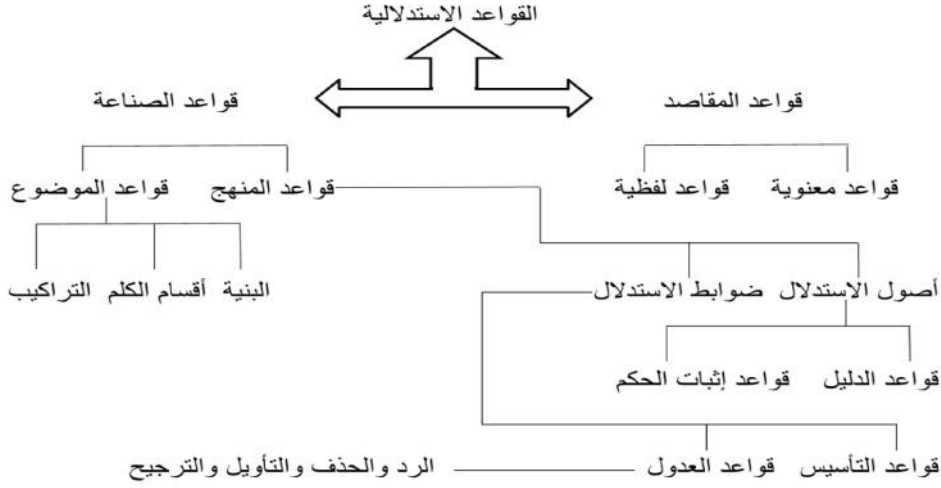 القواعد الاستدلالية
قواعد المقاصد
قواعد الصناعة
قواعد معنوية
قواعد لفظية
قواعد المنهج
قواعد الموضوع
البنية
أقسام الكلم
التراكيب
أصول الاستدلال
ضوابط الاستدلال
قواعد الدليل
قواعد إثبات الحكم
قواعد التأسيس
قواعد العدول
الرد والحذف والتأويل والترجيح